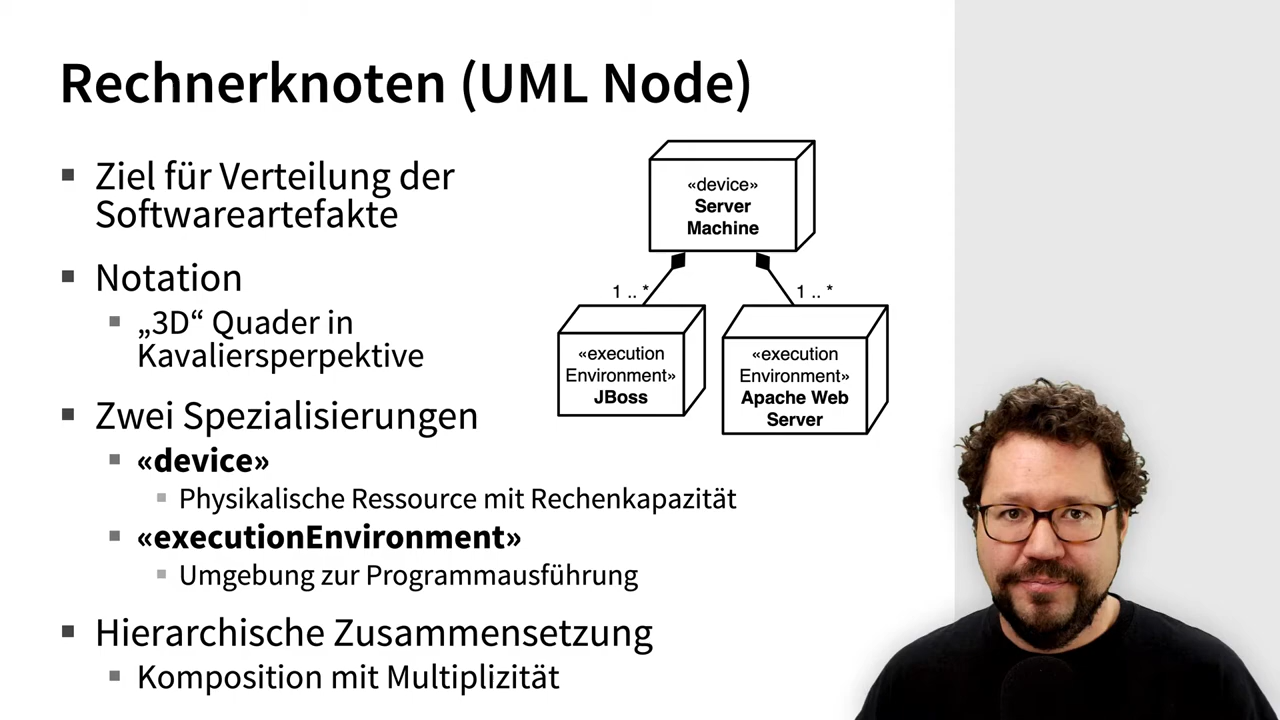 Rechnerknoten (UML Node)
Ziel für Verteilung der
Softwareartefakte
Notation
„3D“ Quader in
Kavaliersperpektive
Zwei Spezialisierungen
«device»
Physikalische Ressource mit Rechenkapazität
«executionEnvironment»
Umgebung zur Programmausführung
Hierarchische Zusammensetzung
Komposition mit Multiplizität
«device»
Server
Machine
1 .. *
1 .. *
«execution
Environment»
JBoss
«execution
Environment»
Apache Web
Server